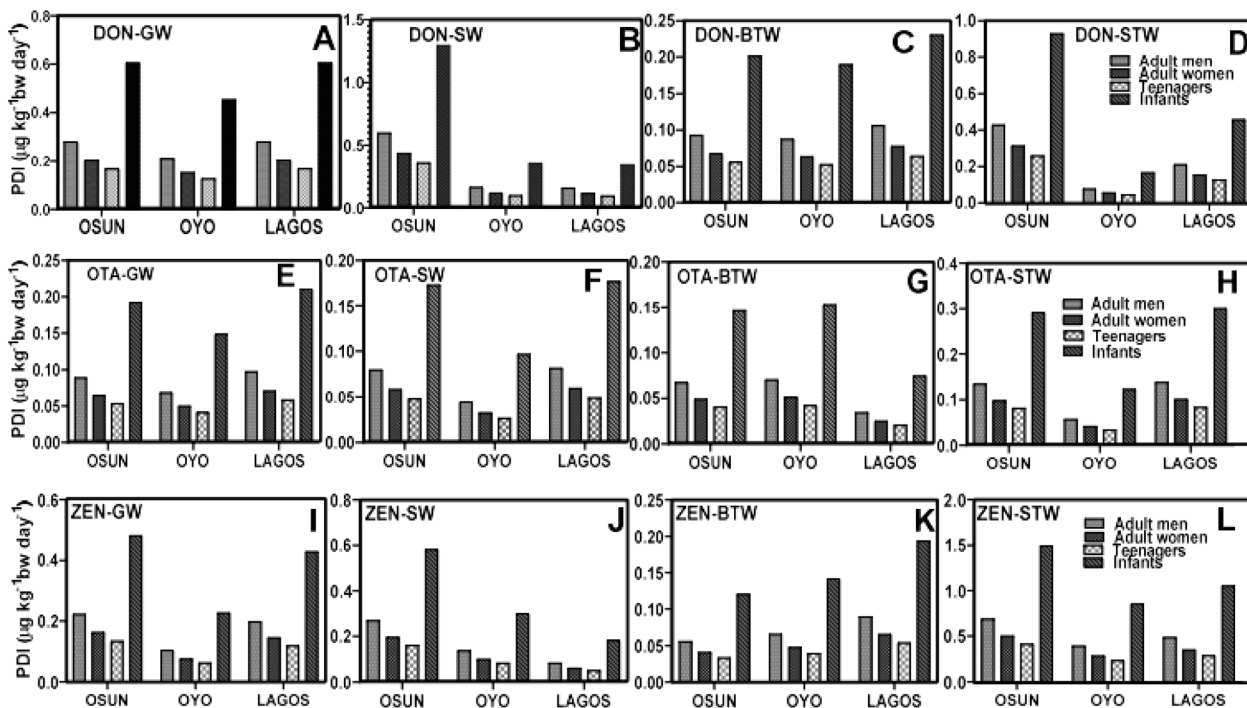 DON-GW A
PDI (μg kg⁻¹bw day⁻¹)
0.8
0.6
0.4
0.2
0.0
OSUN OYO LAGOS
DON-SW B
1.5
1.0
0.5
0.0
OSUN OYO LAGOS
DON-BTW C
0.25
0.20
0.15
0.10
0.05
0.00
OSUN OYO LAGOS
DON-STW D
1.0
0.8
0.6
0.4
0.2
0.0
Adult men
Adult women
Teenagers
Infants
OSUN OYO LAGOS
OTA-GW E
PDI (μg kg⁻¹bw day⁻¹)
0.25
0.20
0.15
0.10
0.05
0.00
OSUN OYO LAGOS
OTA-SW F
0.20
0.15
0.10
0.05
0.00
OSUN OYO LAGOS
OTA-BTW G
0.20
0.15
0.10
0.05
0.00
OSUN OYO LAGOS
OTA-STW H
0.4
0.3
0.2
0.1
0.0
Adult men
Adult women
Teenagers
Infants
OSUN OYO LAGOS
ZEN-GW I
PDI (μg kg⁻¹bw day⁻¹)
0.6
0.4
0.2
0.0
OSUN OYO LAGOS
ZEN-SW J
0.8
0.6
0.4
0.2
0.0
OSUN OYO LAGOS
ZEN-BTW K
0.25
0.20
0.15
0.10
0.05
0.00
OSUN OYO LAGOS
ZEN-STW L
2.0
1.5
1.0
0.5
0.0
Adult men
Adult women
Teenagers
Infants
OSUN OYO LAGOS